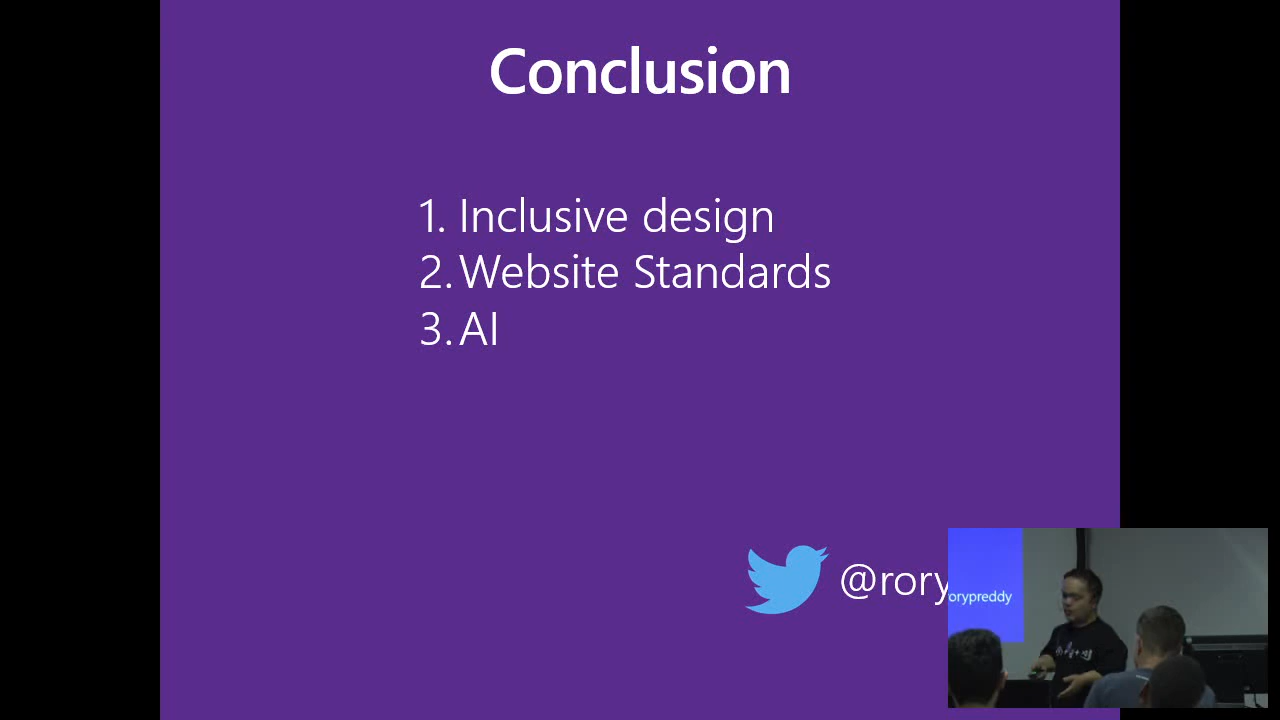 Conclusion
1. Inclusive design
2. Website Standards
3. AI
@rory
orypreddy